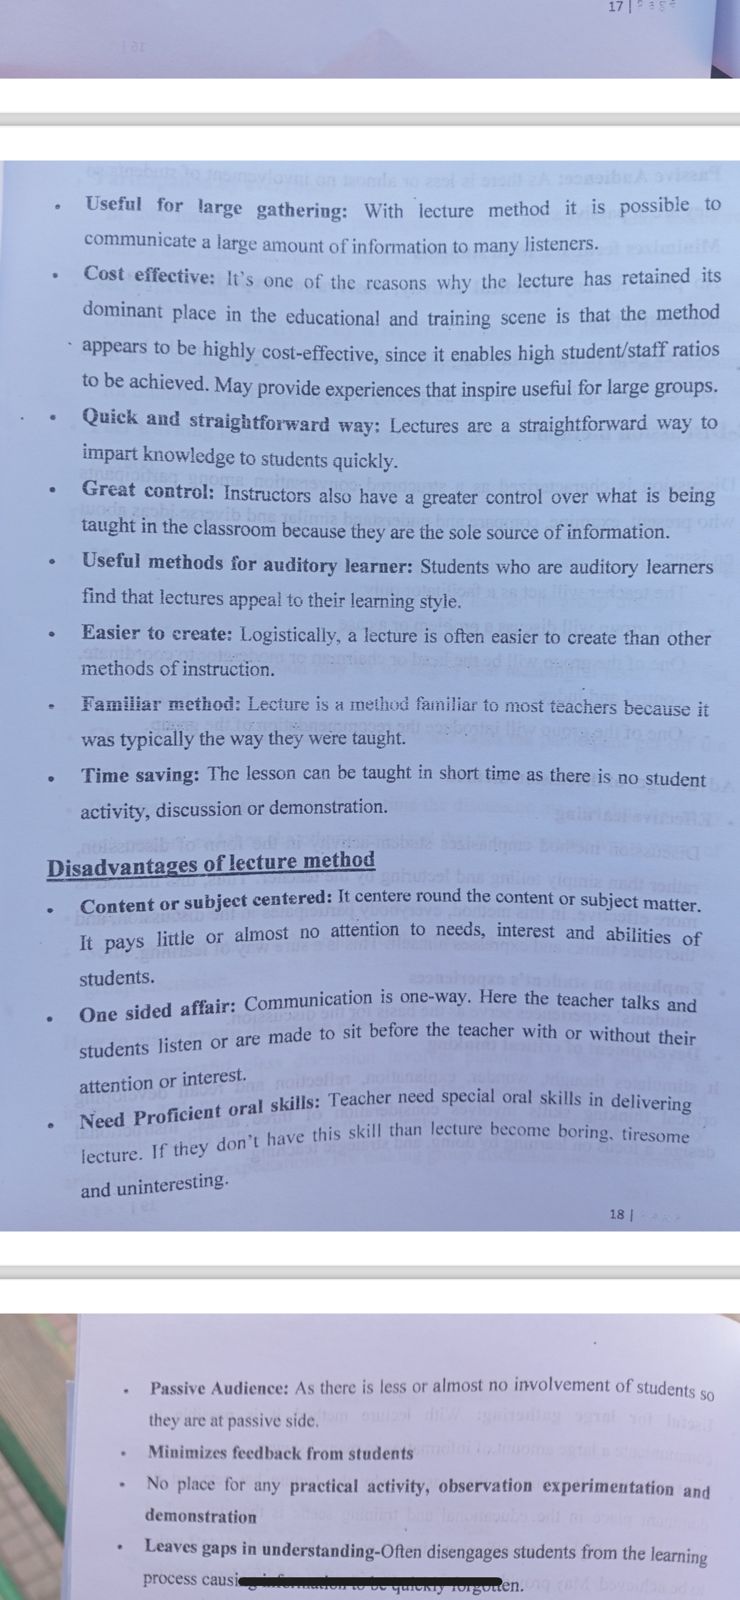 17 |
• Useful for large gathering: With lecture method it is possible to
communicate a large amount of information to many listeners.
• Cost effective: It's one of the reasons why the lecture has retained its
dominant place in the educational and training scene is that the method
appears to be highly cost-effective, since it enables high student/staff ratios
to be achieved. May provide experiences that inspire useful for large groups.
• Quick and straightforward way: Lectures are a straightforward way to
impart knowledge to students quickly.
• Great control: Instructors also have a greater control over what is being
taught in the classroom because they are the sole source of information.
• Useful methods for auditory learner: Students who are auditory learners
find that lectures appeal to their learning style.
• Easier to create: Logistically, a lecture is often easier to create than other
methods of instruction.
• Familiar method: Lecture is a method familiar to most teachers because it
was typically the way they were taught.
• Time saving: The lesson can be taught in short time as there is no student
activity, discussion or demonstration.
Disadvantages of lecture method
• Content or subject centered: It centere round the content or subject matter.
It pays little or almost no attention to needs, interest and abilities of
students.
• One sided affair: Communication is one-way. Here the teacher talks and
students listen or are made to sit before the teacher with or without their
attention or interest.
• Need Proficient oral skills: Teacher need special oral skills in delivering
lecture. If they don't have this skill than lecture become boring, tiresome
and uninteresting.
18 |
• Passive Audience: As there is less or almost no involvement of students so
they are at passive side.
• Minimizes feedback from students
• No place for any practical activity, observation experimentation and
demonstration
• Leaves gaps in understanding-Often disengages students from the learning
process to be quickly forgotten.